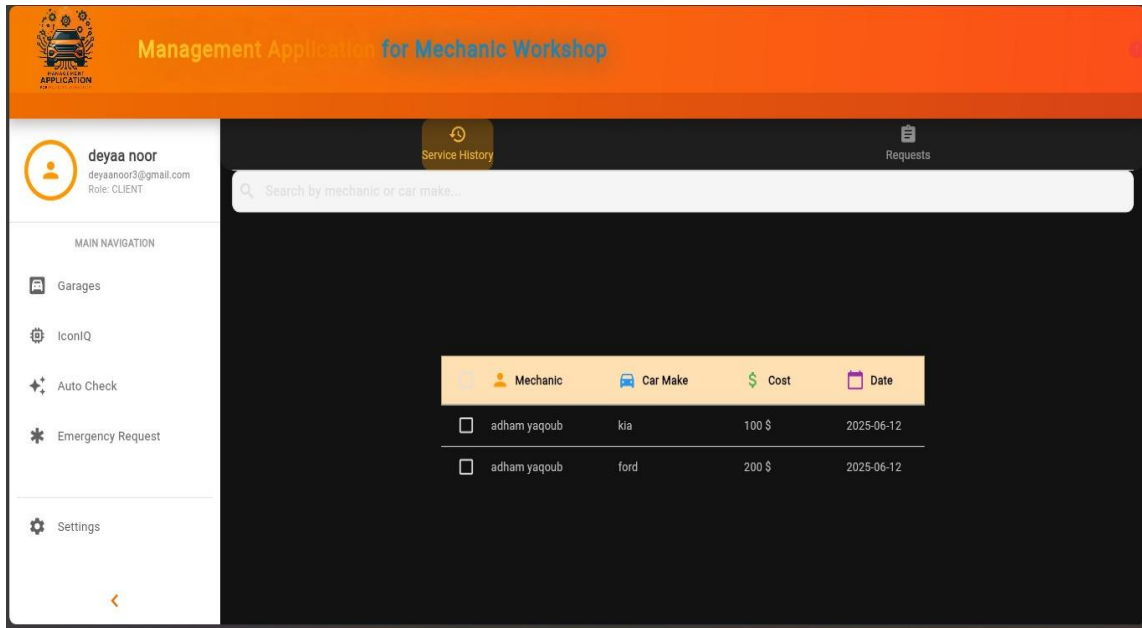 MANAGEMENT
APPLICATION
Management Application for Mechanic Workshop
deyaa noor
deyaanoor3@gmail.com
Role: CLIENT
MAIN NAVIGATION
Garages
IconIQ
Auto Check
Emergency Request
Settings
Service History
Requests
Search by mechanic or car make...
Mechanic Car Make $ Cost Date
adham yaqoub kia 100 $ 2025-06-12
adham yaqoub ford 200 $ 2025-06-12